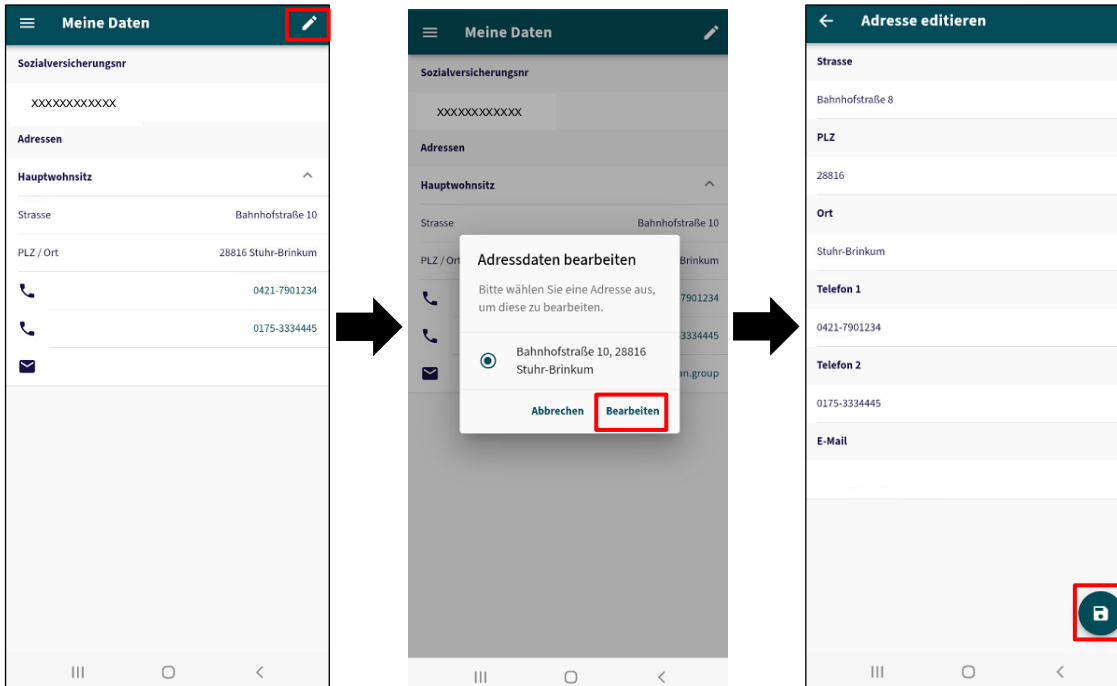 Meine Daten
Sozialversicherungsnr
XXXXXXXXXXXX
Adressen
Hauptwohnsitz
Strasse Bahnhofstraße 10
PLZ / Ort 28816 Stuhr-Brinkum
0421-7901234
0175-3334445
Meine Daten
Sozialversicherungsnr
XXXXXXXXXXXX
Adressen
Hauptwohnsitz
Strasse Bahnhofstraße 10
PLZ / Ort Brinkum
7901234
3334445
an.group
Adressdaten bearbeiten
Bitte wählen Sie eine Adresse aus,
um diese zu bearbeiten.
Bahnhofstraße 10, 28816
Stuhr-Brinkum
Abbrechen Bearbeiten
Adresse editieren
Strasse
Bahnhofstraße 8
PLZ
28816
Ort
Stuhr-Brinkum
Telefon 1
0421-7901234
Telefon 2
0175-3334445
E-Mail